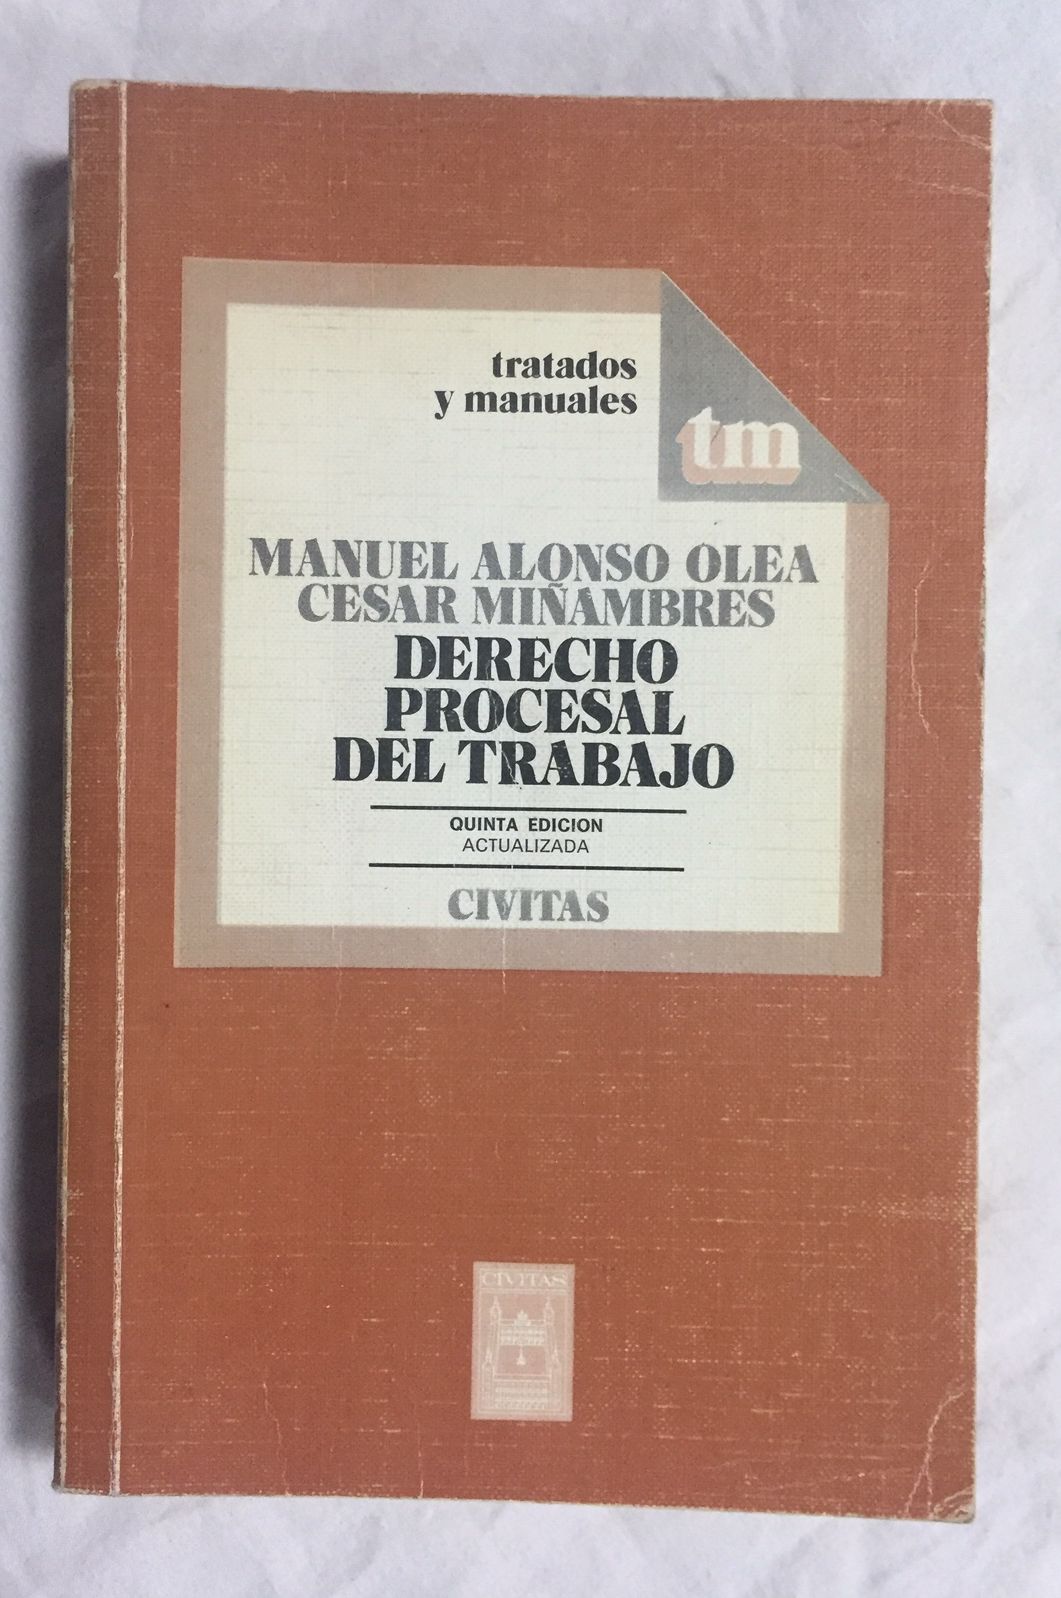 tratados
y manuales
tm
MANUEL ALONSO OLEA
CESAR MIÑAMBRES
DERECHO
PROCESAL
DEL TRABAJO
QUINTA EDICION
ACTUALIZADA
CIVITAS
CIVITAS